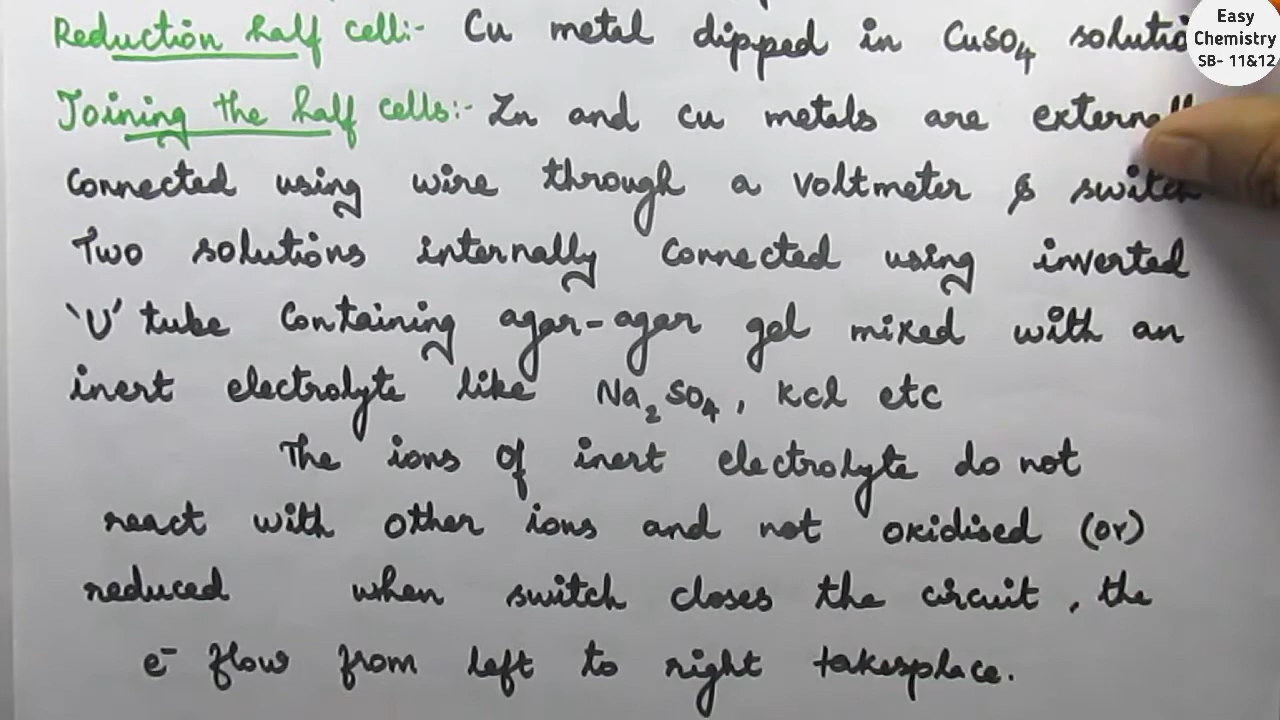 Reduction half cell:- Cu metal dipped in CuSO4 solutio
Joining the half cells:- Zn and cu metals are externall
connected using wire through a voltmeter & switch
Two solutions internally connected using inverted
'U' tube containing agar-agar gel mixed with an
inert electrolyte like Na2SO4, Kcl etc
The ions of inert electrolyte do not
react with other ions and not oxidised (or)
reduced when switch closes the circuit, the
e- flow from left to right takesplace.
Easy
Chemistry
SB- 11&12